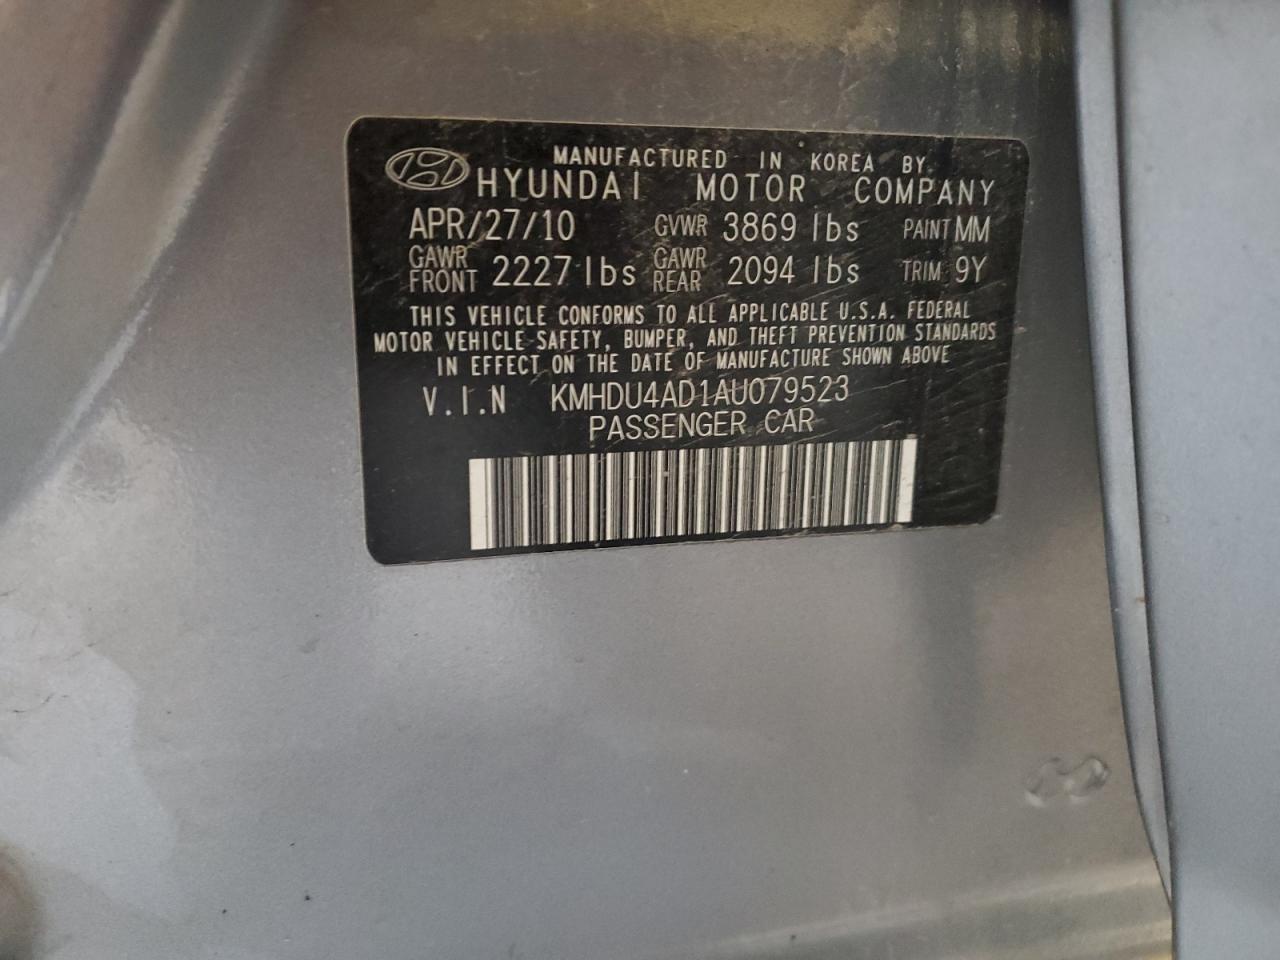 MANUFACTURED IN KOREA BY
HYUNDAI MOTOR COMPANY
APR/27/10 GVWR 3869 lbs PAINT MM
GAWR FRONT 2227 lbs GAWR REAR 2094 lbs TRIM 9Y
THIS VEHICLE CONFORMS TO ALL APPLICABLE U.S.A. FEDERAL
MOTOR VEHICLE SAFETY, BUMPER, AND THEFT PREVENTION STANDARDS
IN EFFECT ON THE DATE OF MANUFACTURE SHOWN ABOVE
V.I.N KMHDU4AD1AU079523
PASSENGER CAR